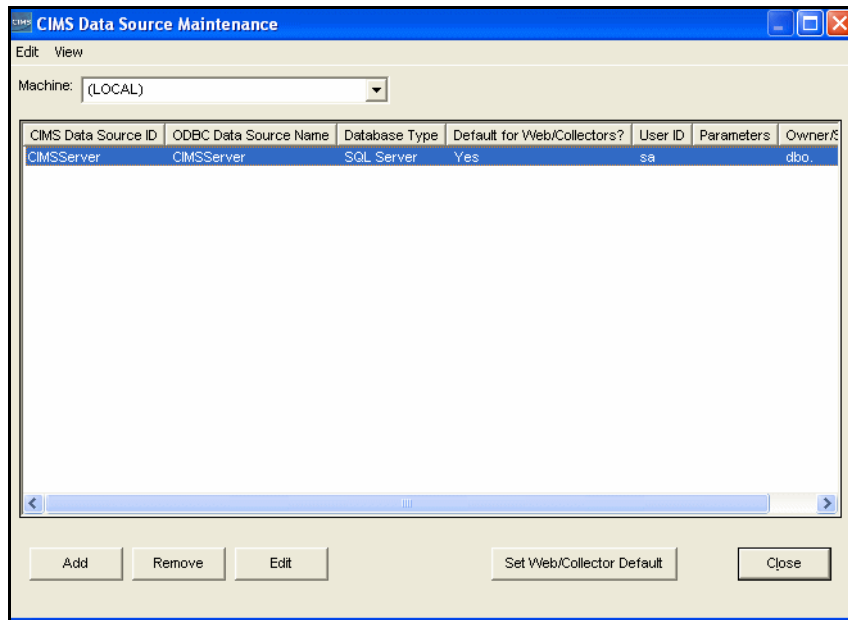 CIMS CIMS Data Source Maintenance
Edit View
Machine: (LOCAL)
CIMS Data Source ID ODBC Data Source Name Database Type Default for Web/Collectors? User ID Parameters Owner/S
CIMSServer CIMSServer SQL Server Yes sa dbo.
Add Remove Edit Set Web/Collector Default Close